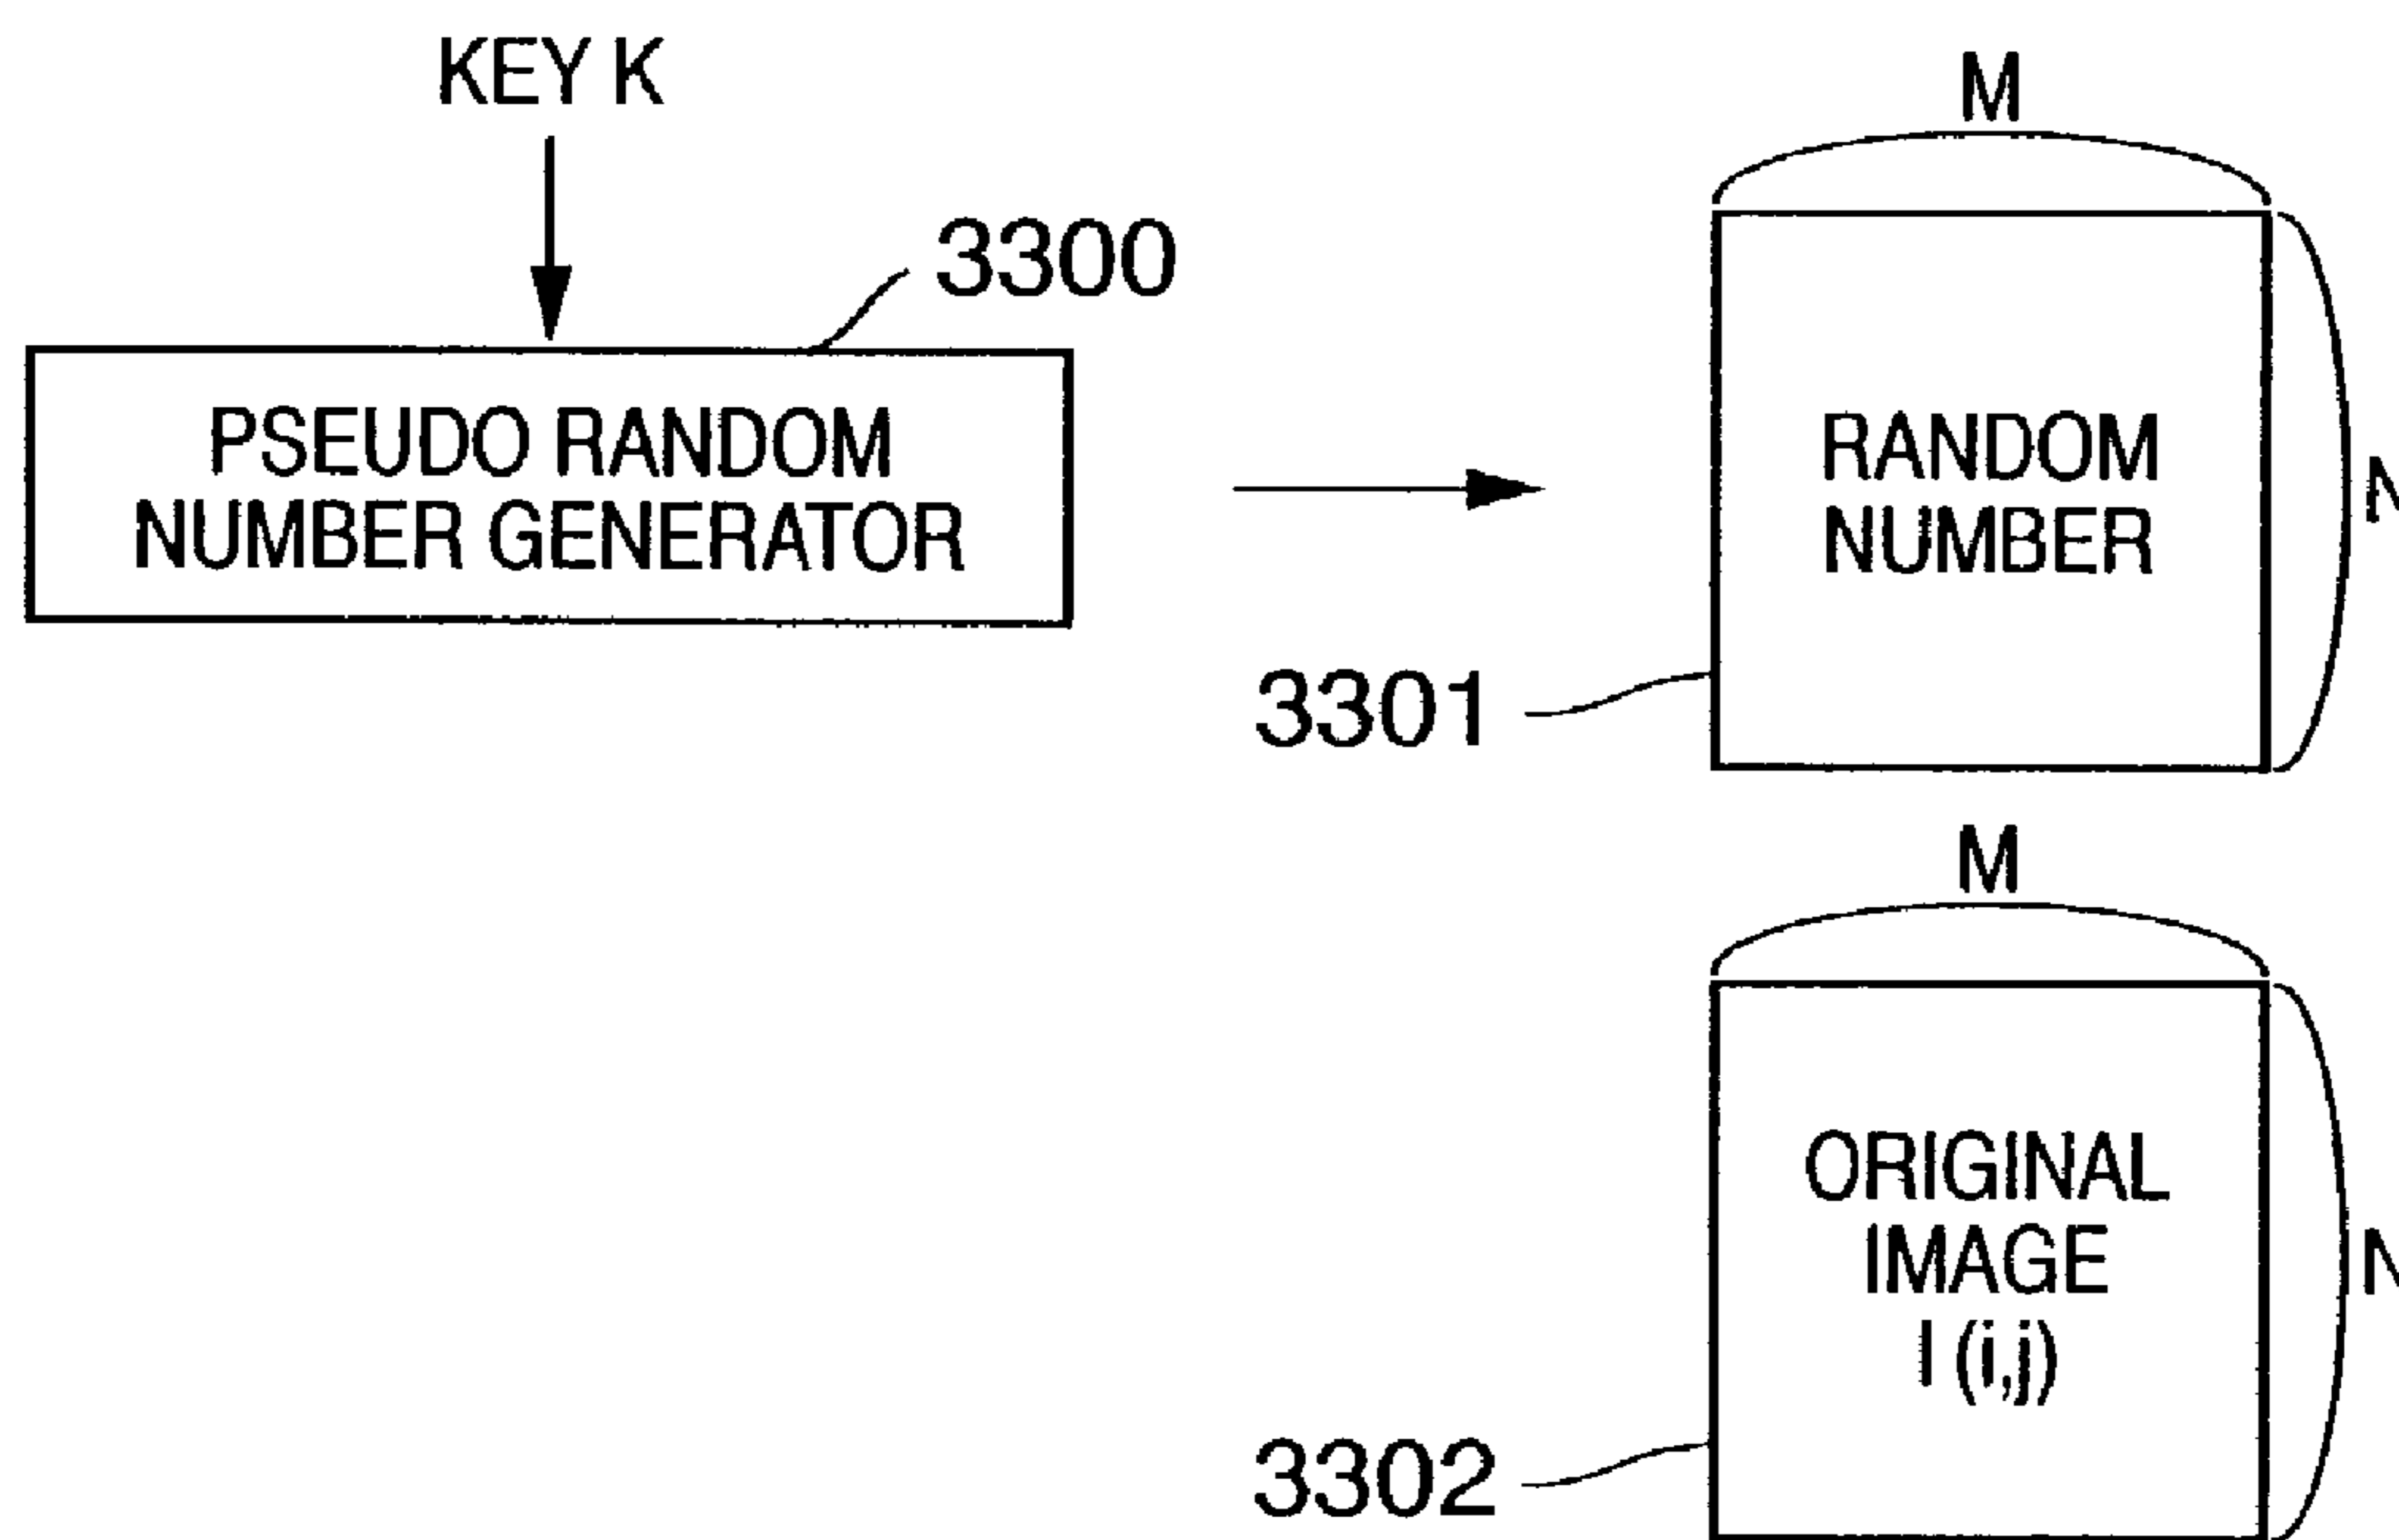 KEY K
3300
PSEUDO RANDOM
NUMBER GENERATOR
M
RANDOM
NUMBER
N
3301
M
ORIGINAL
IMAGE
I (i,j)
N
3302